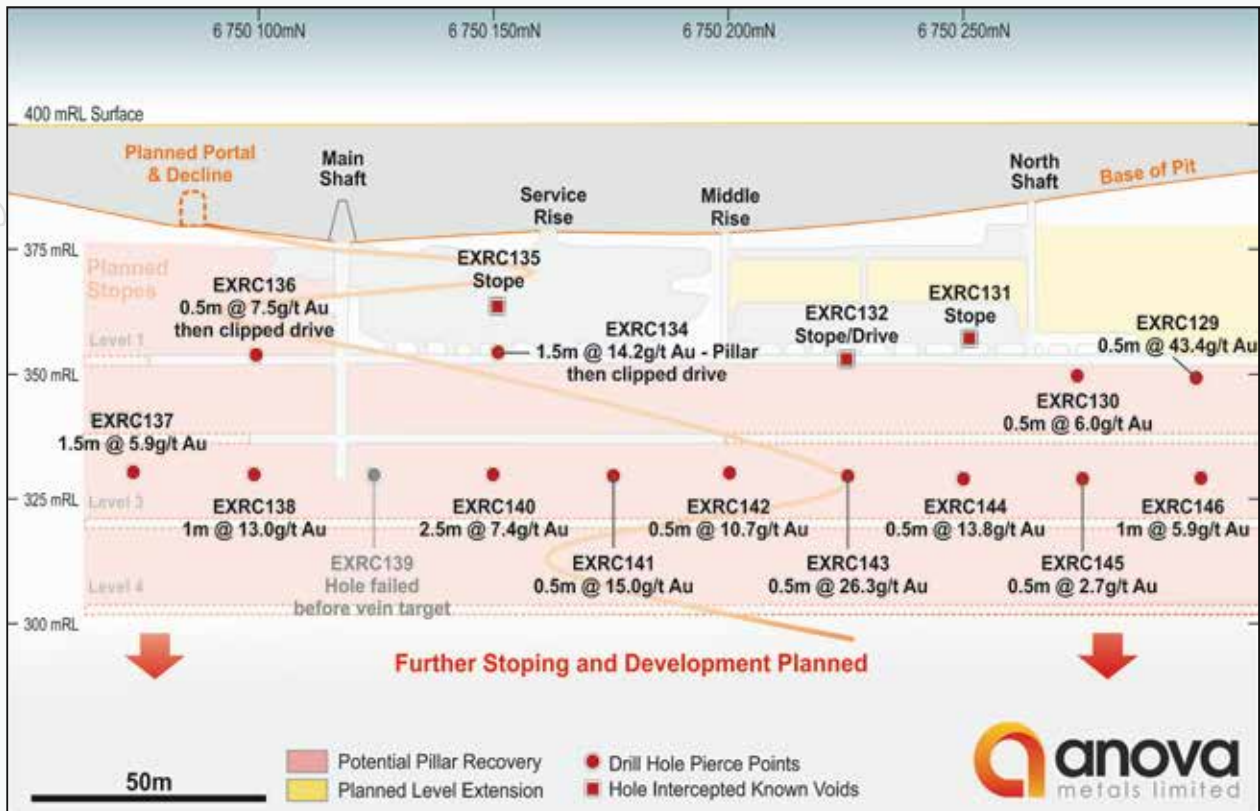 6 750 100mN
6 750 150mN
6 750 200mN
6 750 250mN
400 mRL Surface
Planned Portal
& Decline
Main
Shaft
Service
Rise
Middle
Rise
North
Shaft
Base of Pit
375 mRL
Planned
Stopes
EXRC136
0.5m @ 7.5g/t Au
then clipped drive
EXRC135
Stope
EXRC134
1.5m @ 14.2g/t Au - Pillar
then clipped drive
EXRC132
Stope/Drive
EXRC131
Stope
EXRC129
0.5m @ 43.4g/t Au
Level 1
350 mRL
EXRC130
0.5m @ 6.0g/t Au
EXRC137
1.5m @ 5.9g/t Au
325 mRL
Level 3
EXRC138
1m @ 13.0g/t Au
EXRC139
Hole failed
before vein target
EXRC140
2.5m @ 7.4g/t Au
EXRC141
0.5m @ 15.0g/t Au
EXRC142
0.5m @ 10.7g/t Au
EXRC143
0.5m @ 26.3g/t Au
EXRC144
0.5m @ 13.8g/t Au
EXRC145
0.5m @ 2.7g/t Au
EXRC146
1m @ 5.9g/t Au
Level 4
300 mRL
Further Stoping and Development Planned
50m
Potential Pillar Recovery
Planned Level Extension
Drill Hole Pierce Points
Hole Intercepted Known Voids
anova
metals limited